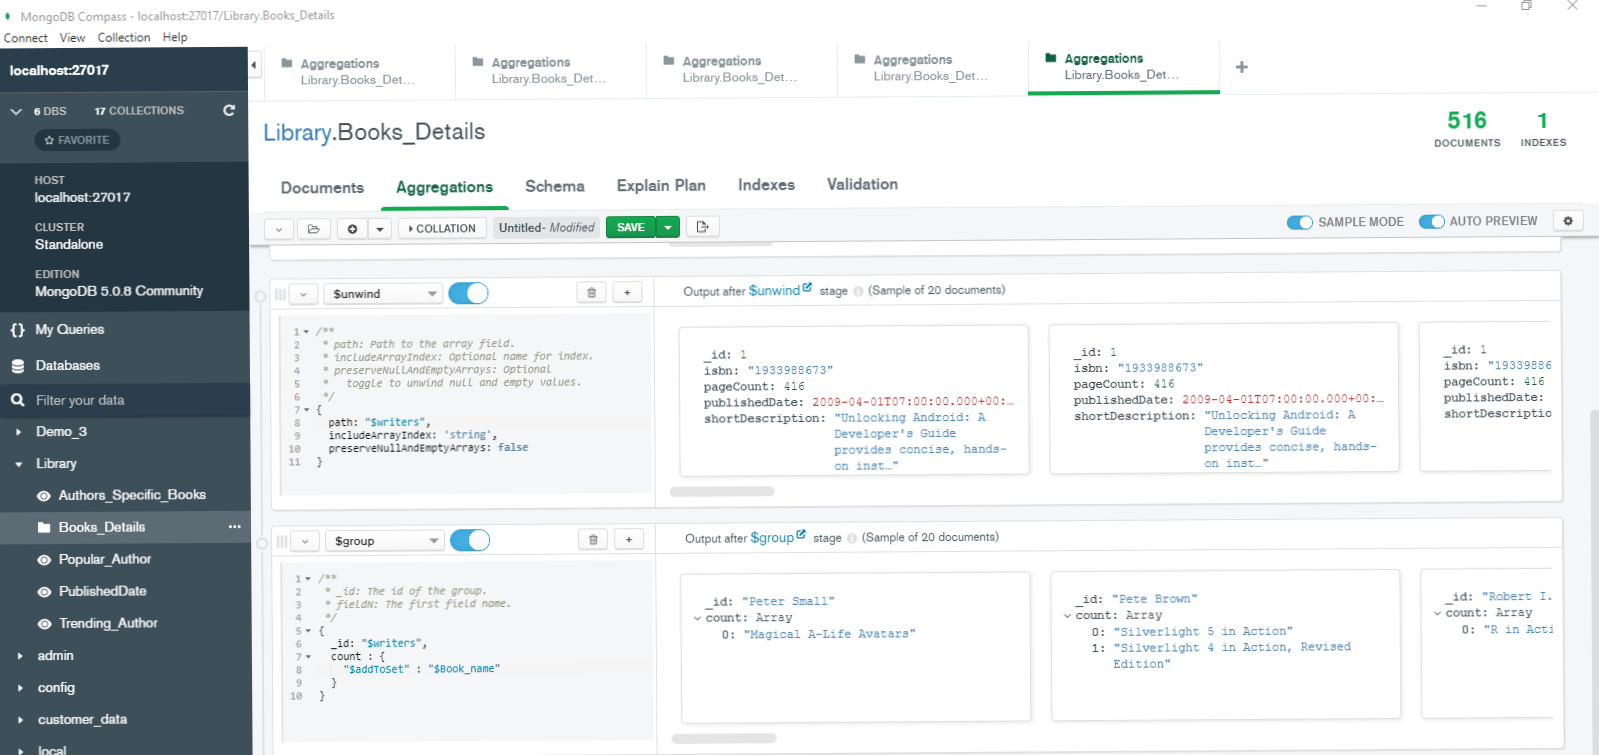 MongoDB Compass - localhost:27017/Library.Books_Details
Connect View Collection Help
localhost:27017
6 DBS 17 COLLECTIONS
FAVORITE
HOST
localhost:27017
CLUSTER
Standalone
EDITION
MongoDB 5.0.8 Community
{} My Queries
Databases
Filter your data
Demo_3
Library
Authors_Specific_Books
Books_Details ...
Popular_Author
PublishedDate
Trending_Author
admin
config
customer_data
local
Aggregations
Library.Books_Det...
Aggregations
Library.Books_Det...
Aggregations
Library.Books_Det...
Aggregations
Library.Books_Det...
Aggregations
Library.Books_Det...
+
Library.Books_Details
516
DOCUMENTS
1
INDEXES
Documents Aggregations Schema Explain Plan Indexes Validation
COLLATION Untitled- Modified SAVE SAMPLE MODE AUTO PREVIEW
$unwind +
1 /**
2 * path: Path to the array field.
3 * includeArrayIndex: Optional name for index.
4 * preserveNullAndEmptyArrays: Optional
5 *   toggle to unwind null and empty values.
6 */
7 {
8 path: "$writers",
9 includeArrayIndex: 'string',
10 preserveNullAndEmptyArrays: false
11 }
Output after $unwind stage (Sample of 20 documents)
_id: 1
isbn: "1933988673"
pageCount: 416
publishedDate: 2009-04-01T07:00:00.000+00:...
shortDescription: "Unlocking Android: A
Developer's Guide
provides concise, hands-
on inst..."
_id: 1
isbn: "1933988673"
pageCount: 416
publishedDate: 2009-04-01T07:00:00.000+00:...
shortDescription: "Unlocking Android: A
Developer's Guide
provides concise, hands-
on inst..."
_id: 1
isbn: "19339886
pageCount: 416
publishedDate:
shortDescriptio
$group +
1 /**
2 * _id: The id of the group.
3 * fieldN: The first field name.
4 */
5 {
6 _id: "$writers",
7 count : {
8 "$addToSet" : "$Book_name"
9 }
10 }
Output after $group stage (Sample of 20 documents)
_id: "Peter Small"
count: Array
0: "Magical A-Life Avatars"
_id: "Pete Brown"
count: Array
0: "Silverlight 5 in Action"
1: "Silverlight 4 in Action, Revised
Edition"
_id: "Robert I.
count: Array
0: "R in Acti